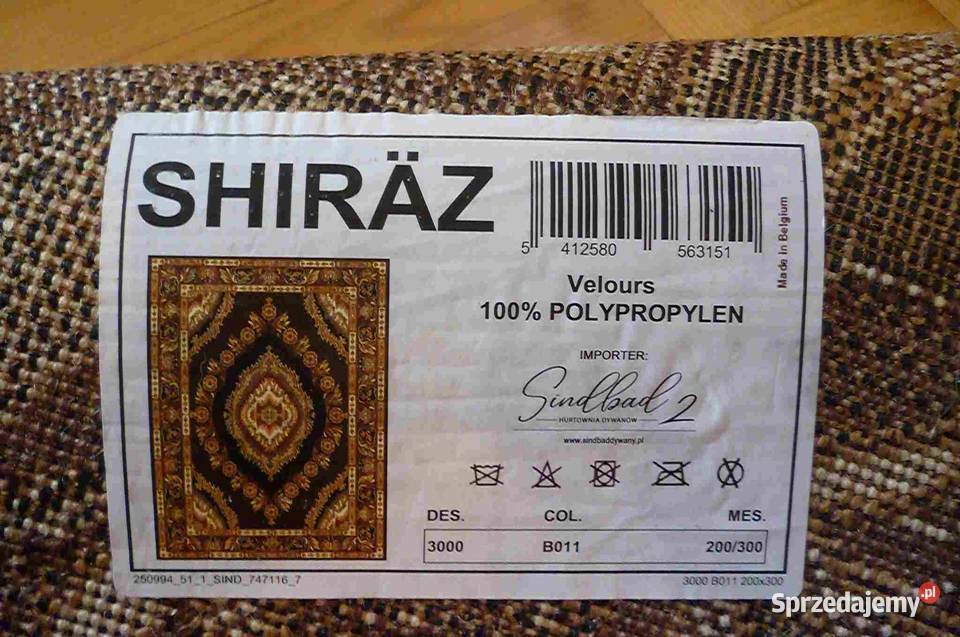 SHIRÄZ
5 412580 563151
Made in Belgium
Velours
100% POLYPROPYLEN
IMPORTER:
Sindbad 2
HURTOWNIA DYWANÓW
www.sindbaddywany.pl
DES. COL. MES.
3000 B011 200/300
250994_51_1_SIND_747116_7
3000 B011 200x300
Sprzedajemy.pl